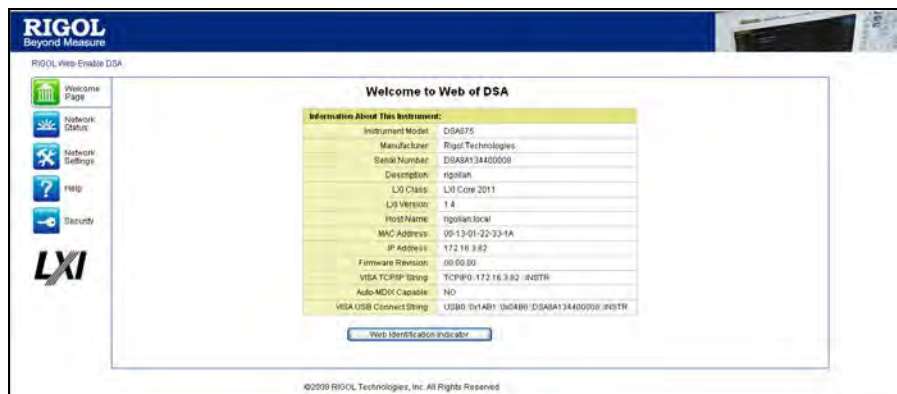 RIGOL
Beyond Measure
RIGOL Web-Enable DSA
Welcome Page
Network Status
Network Settings
Help
Security
LXI
Welcome to Web of DSA
Information About This Instrument:
Instrument Model: DSA875
Manufacturer: Rigol Technologies
Serial Number: DSA8A134400008
Description: rigollan
LXI Class: LXI Core 2011
LXI Version: 1.4
Host Name: rigollan.local
MAC Address: 00-13-01-22-33-1A
IP Address: 172.16.3.82
Firmware Revision: 00.00.00
VISA TCP/IP String: TCPIP0::172.16.3.82::INSTR
Auto-MDIX Capable: NO
VISA USB Connect String: USB0::0x1AB1::0x04B0::DSA8A134400008::INSTR
Web Identification Indicator
©2009 RIGOL Technologies, Inc. All Rights Reserved